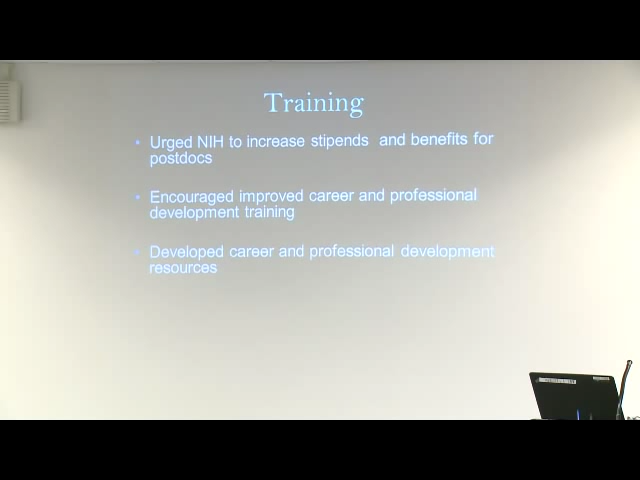 Training
• Urged NIH to increase stipends and benefits for
postdocs
• Encouraged improved career and professional
development training
• Developed career and professional development
resources